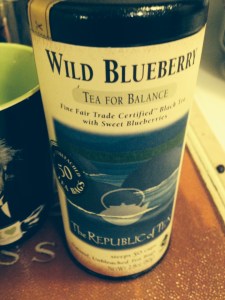 WILD BLUEBERRY
TEA FOR BALANCE
Fine Fair Trade Certified™ Black Tea
with Sweet Blueberries
50
THE REPUBLIC OF TEA
SS